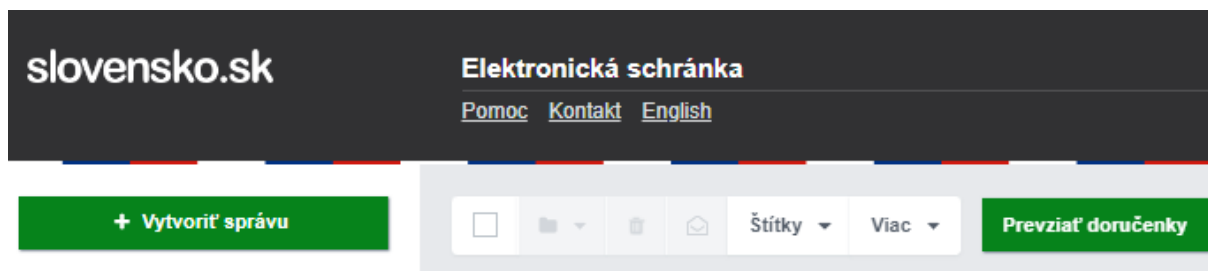 slovensko.sk
Elektronická schránka
Pomoc Kontakt English
+ Vytvoriť správu
Štítky Viac Prevziať doručenky